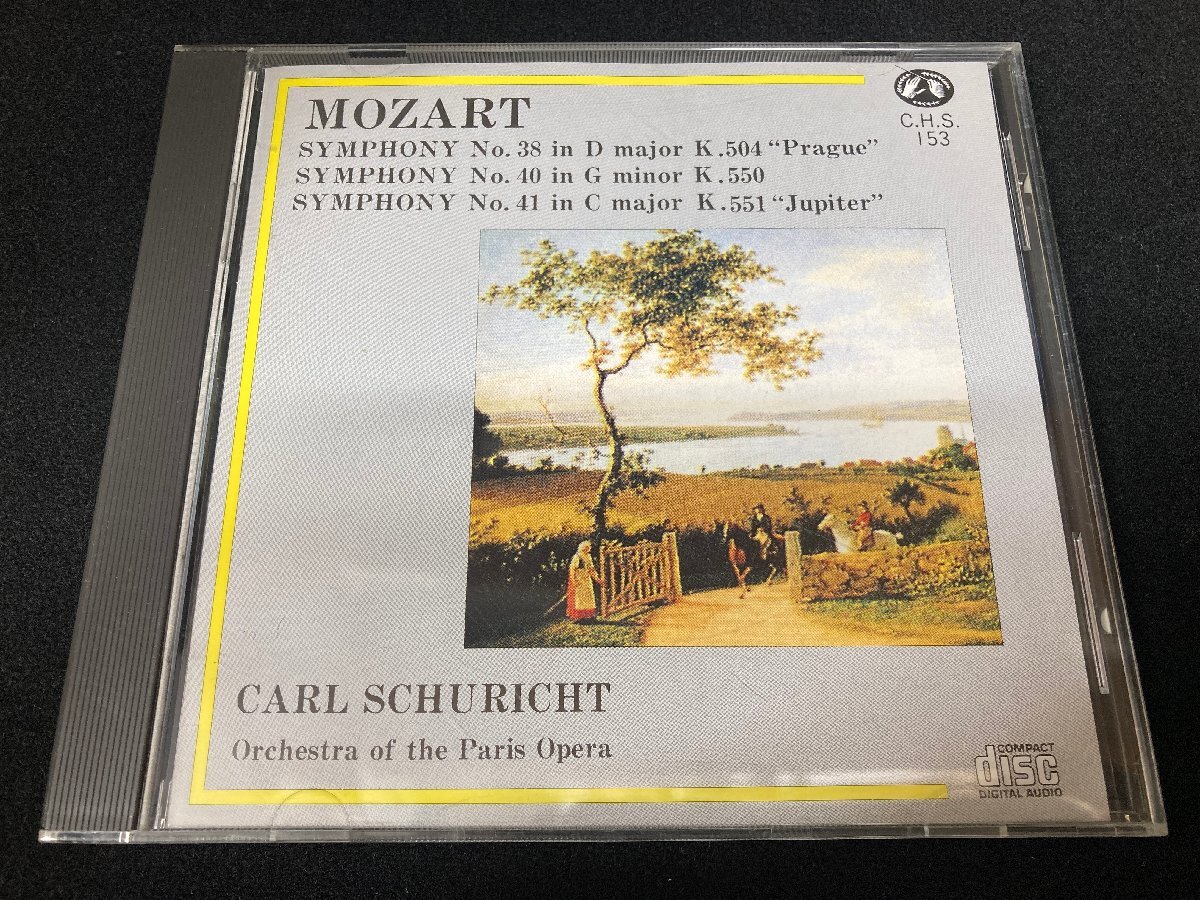 MOZART
SYMPHONY No.38 in D major K.504 “Prague”
SYMPHONY No.40 in G minor K.550
SYMPHONY No.41 in C major K.551 “Jupiter”
C.H.S.
153
CARL SCHURICHT
Orchestra of the Paris Opera
COMPACT
disc
DIGITAL AUDIO